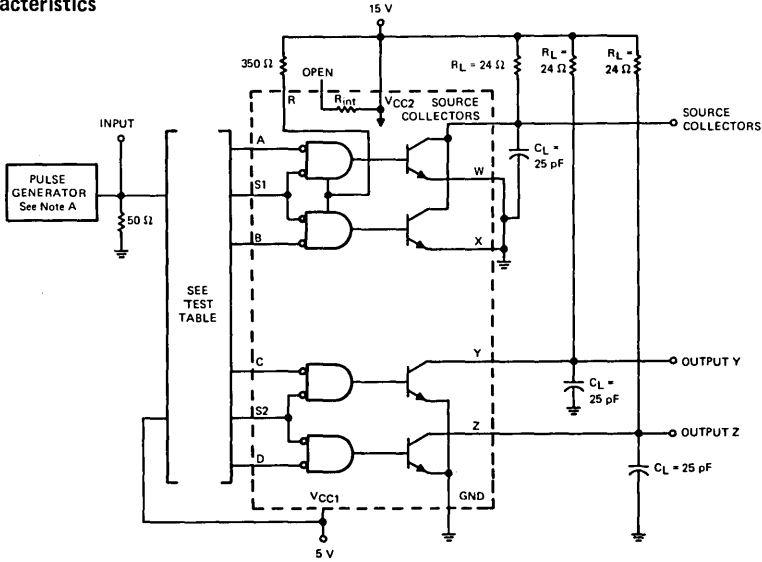 acteristics
15 V
350 Ω
OPEN
R
Rint
VCC2
SOURCE
COLLECTORS
RL = 24 Ω
RL =
24 Ω
RL =
24 Ω
INPUT
SOURCE
COLLECTORS
PULSE
GENERATOR
See Note A
50 Ω
A
S1
B
W
X
CL =
25 pF
SEE
TEST
TABLE
C
S2
D
Y
Z
OUTPUT Y
CL =
25 pF
OUTPUT Z
CL = 25 pF
VCC1
GND
5 V